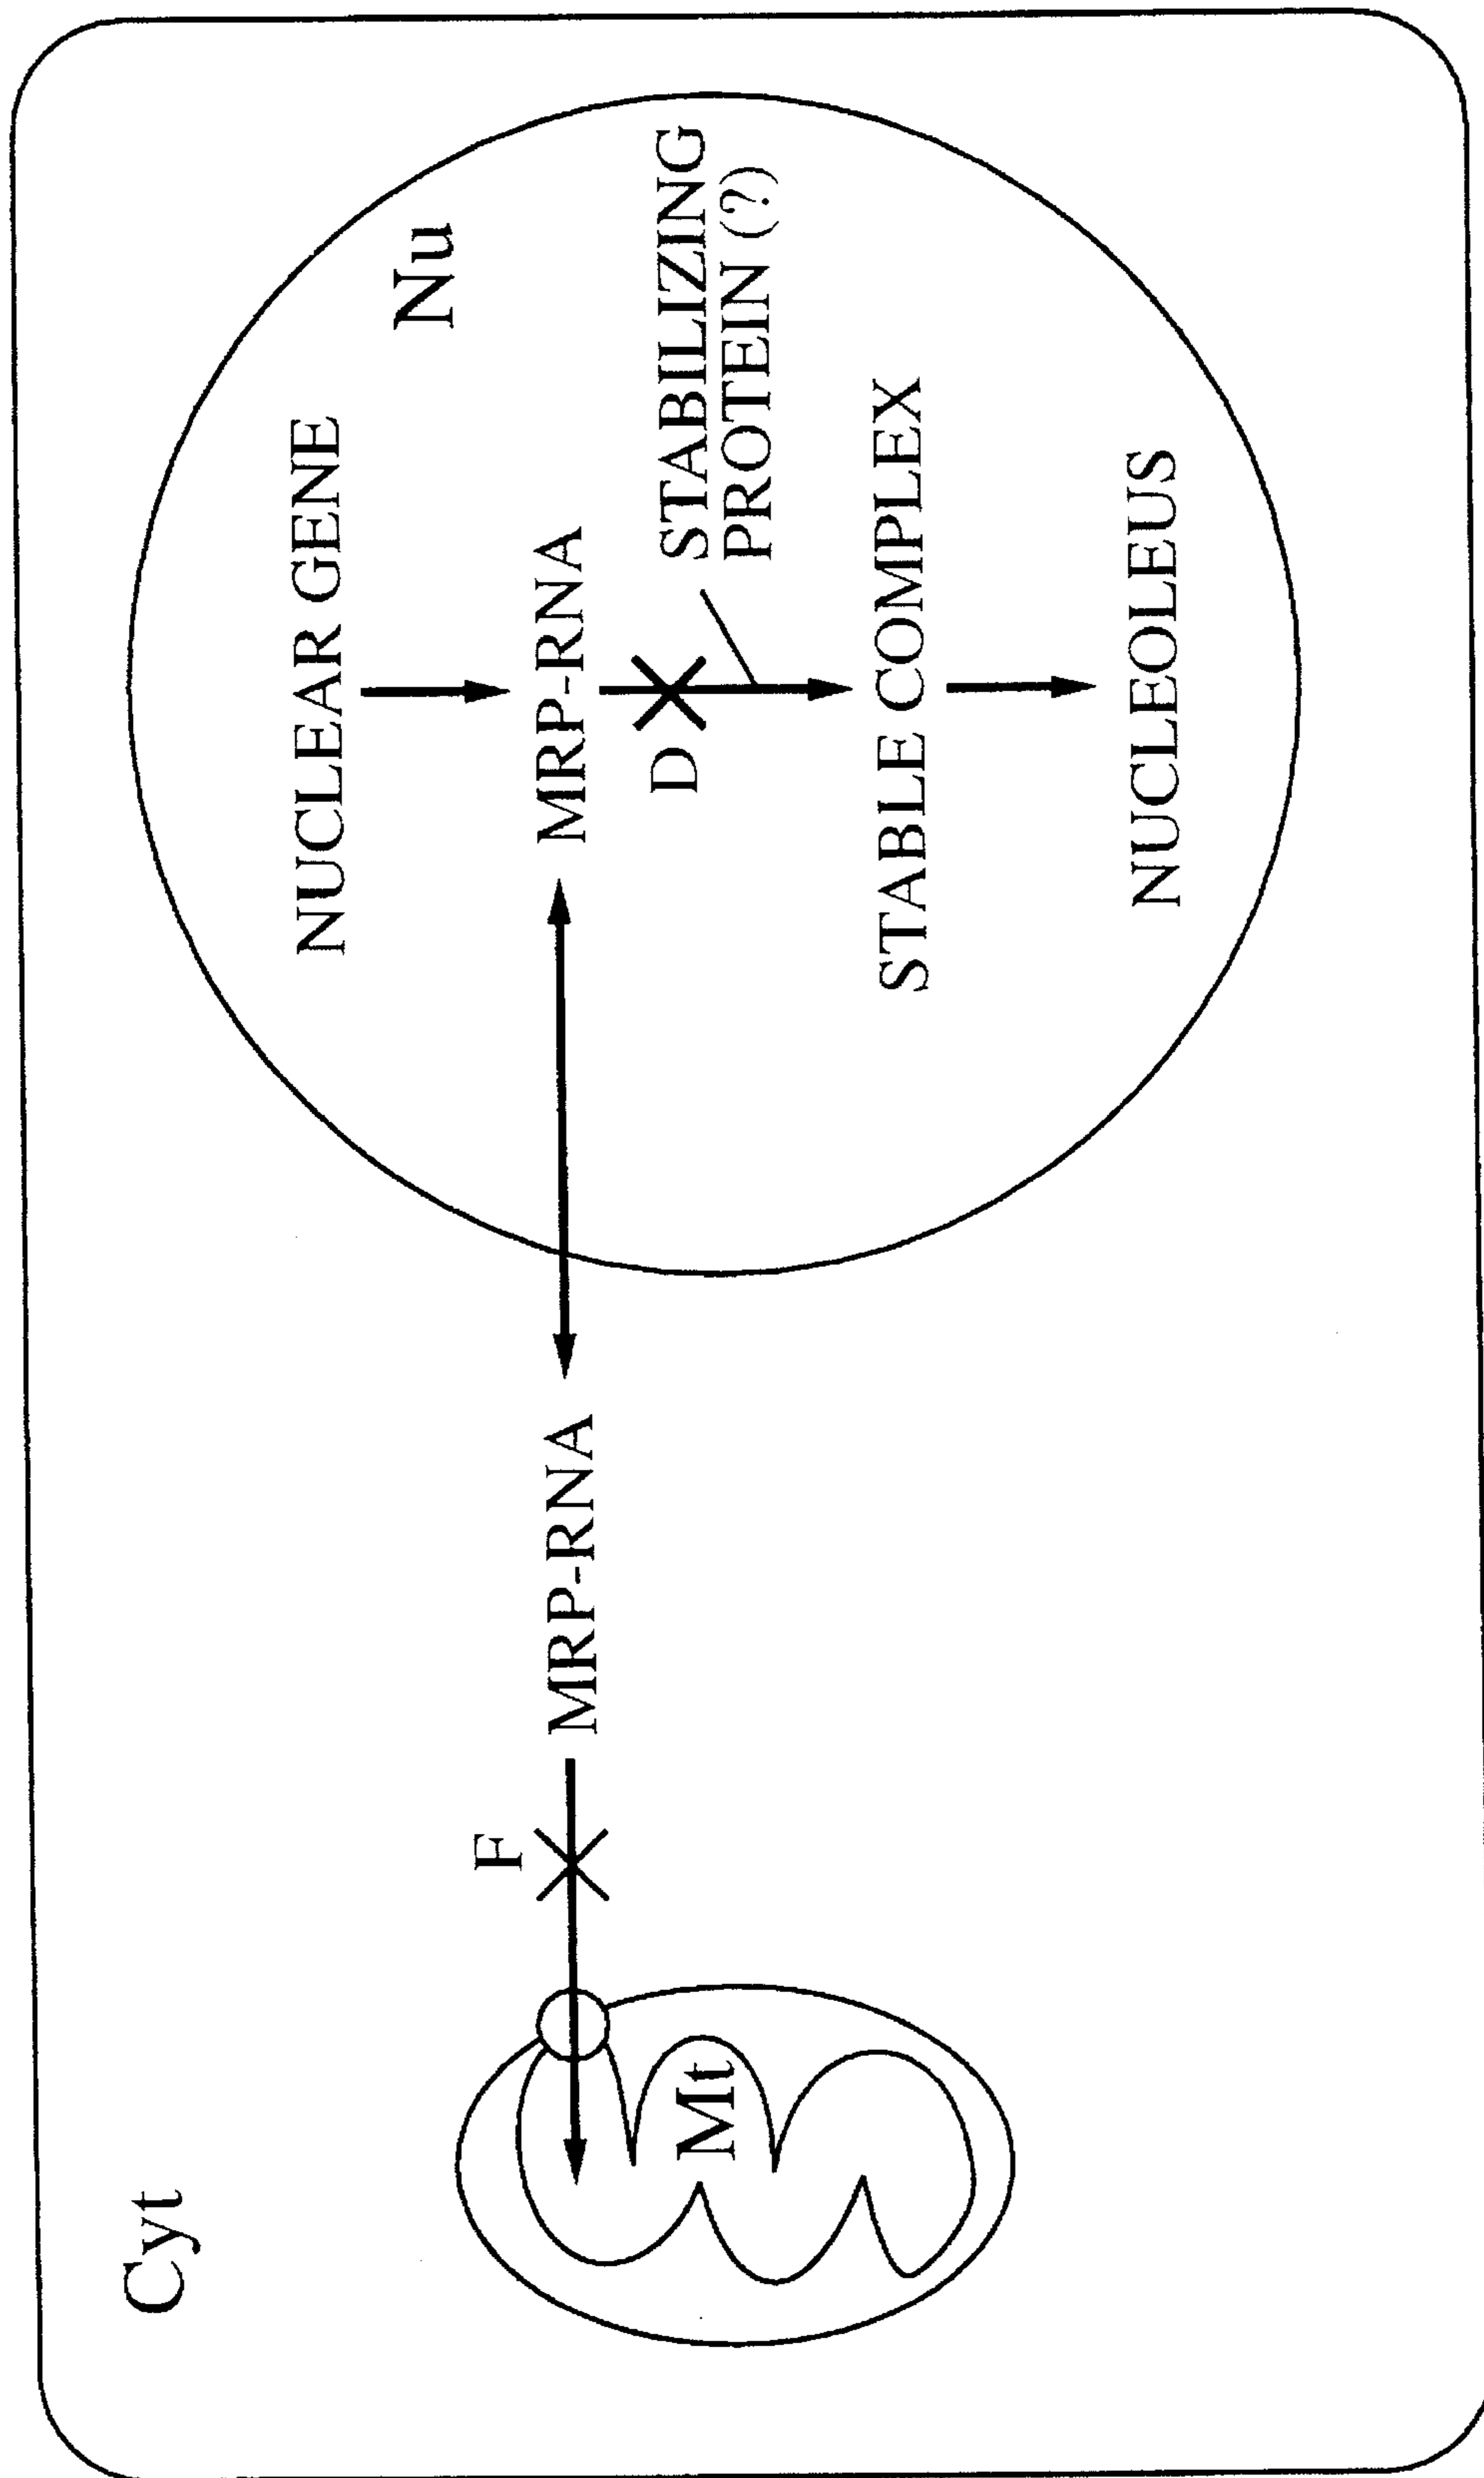 Cyt
Nu
NUCLEAR GENE
MRP-RNA
F
MRP-RNA
D
STABILIZING
PROTEIN (?)
Mt
STABLE COMPLEX
NUCLEOLEUS